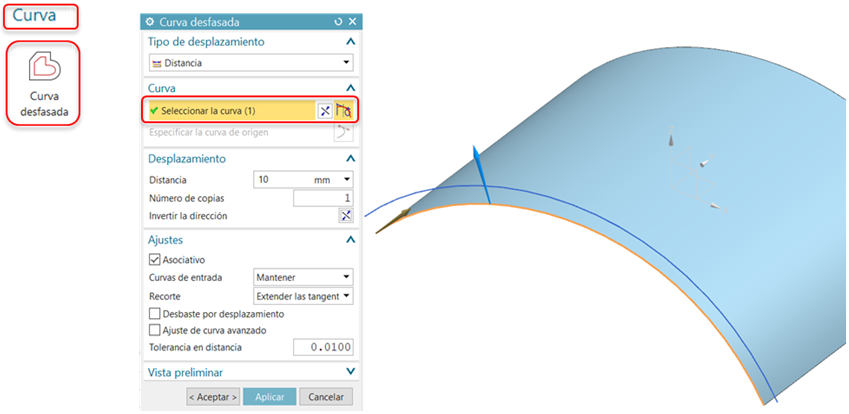 Curva
Curva
desfasada
Curva desfasada
Tipo de desplazamiento
Distancia
Curva
Seleccionar la curva (1)
Especificar la curva de origen
Desplazamiento
Distancia 10 mm
Número de copias 1
Invertir la dirección
Ajustes
Asociativo
Curvas de entrada Mantener
Recorte Extender las tangent
Desbaste por desplazamiento
Ajuste de curva avanzado
Tolerancia en distancia 0.0100
Vista preliminar
< Aceptar > Aplicar Cancelar